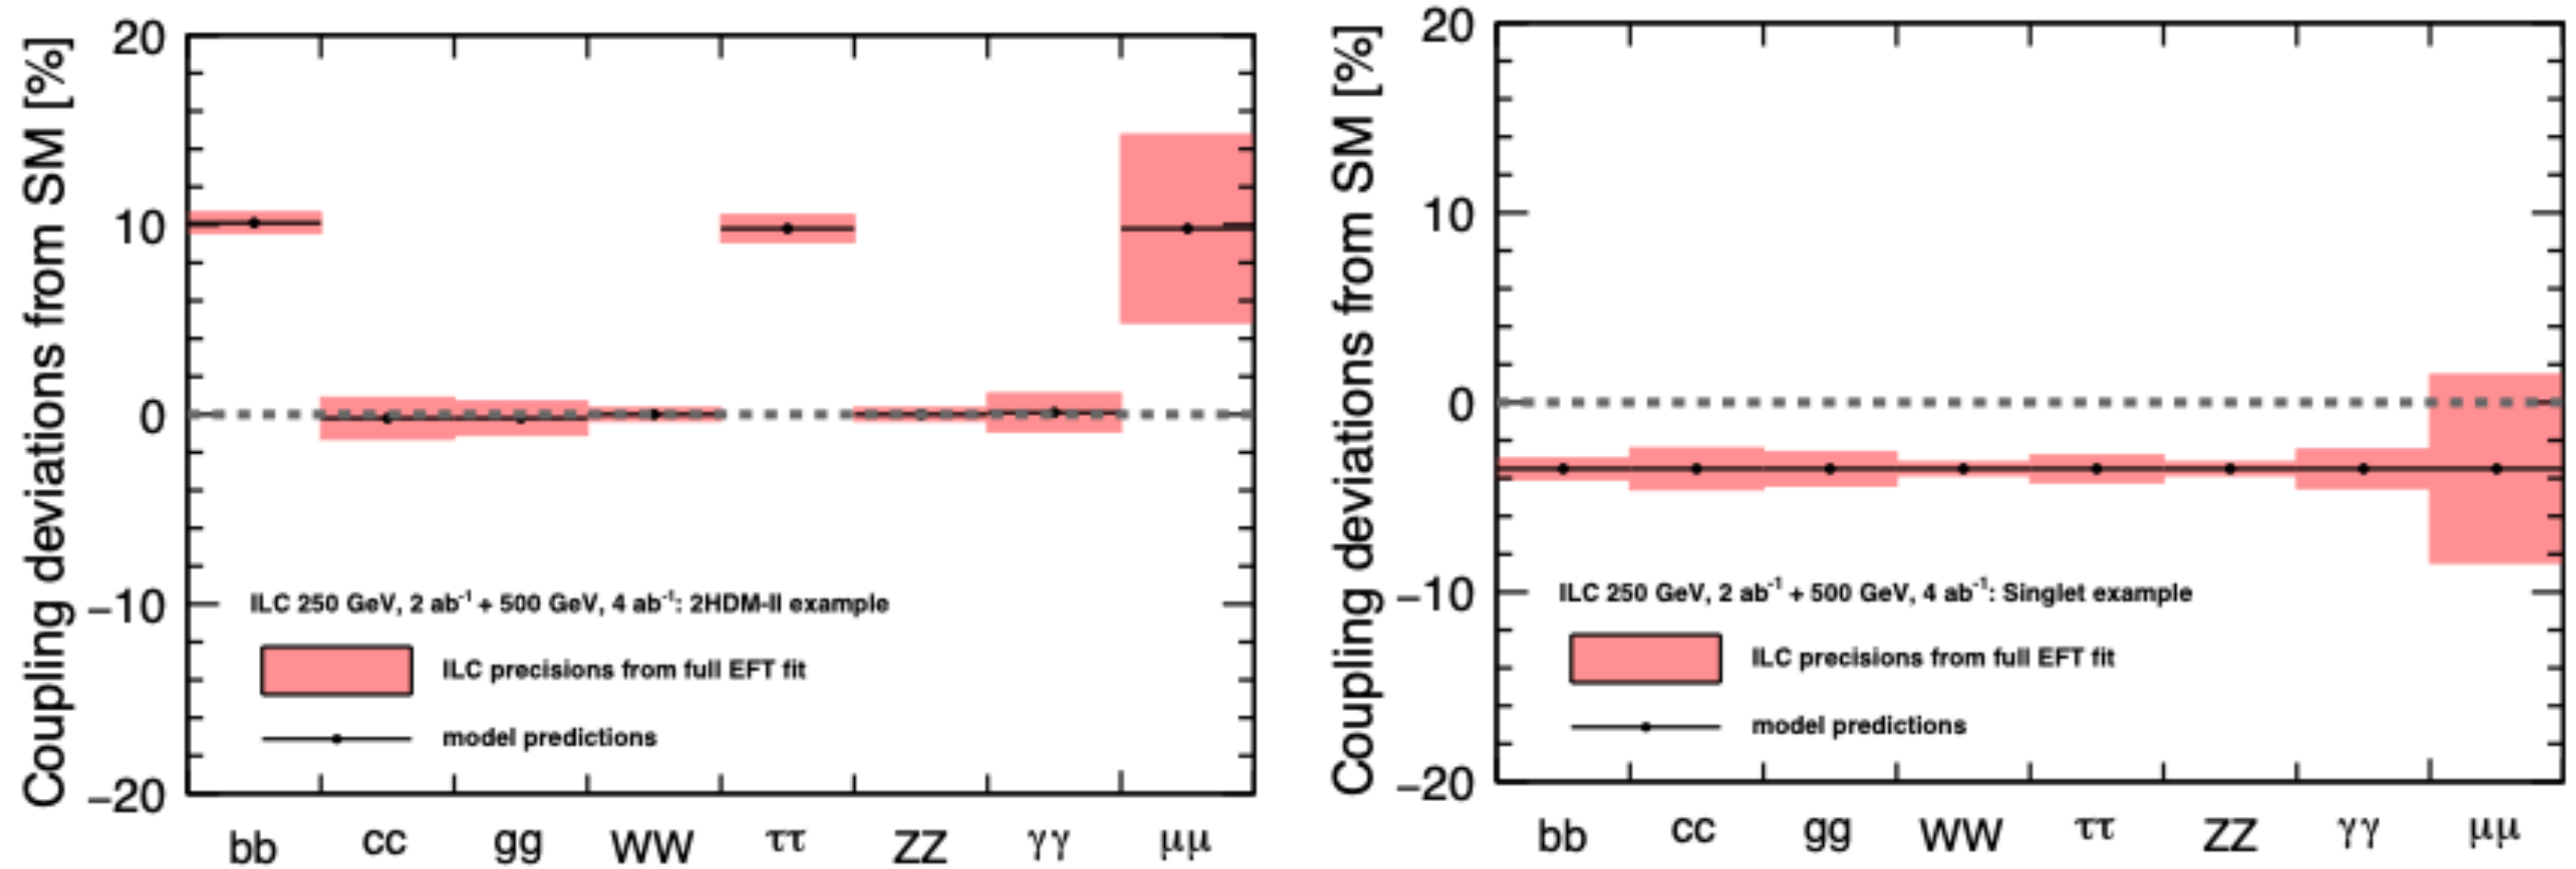 Coupling deviations from SM [%]
20
10
0
−10
−20
ILC 250 GeV, 2 ab⁻¹ + 500 GeV, 4 ab⁻¹: 2HDM-II example
ILC precisions from full EFT fit
model predictions
bb cc gg WW ττ ZZ γγ μμ
Coupling deviations from SM [%]
20
10
0
−10
−20
ILC 250 GeV, 2 ab⁻¹ + 500 GeV, 4 ab⁻¹: Singlet example
ILC precisions from full EFT fit
model predictions
bb cc gg WW ττ ZZ γγ μμ